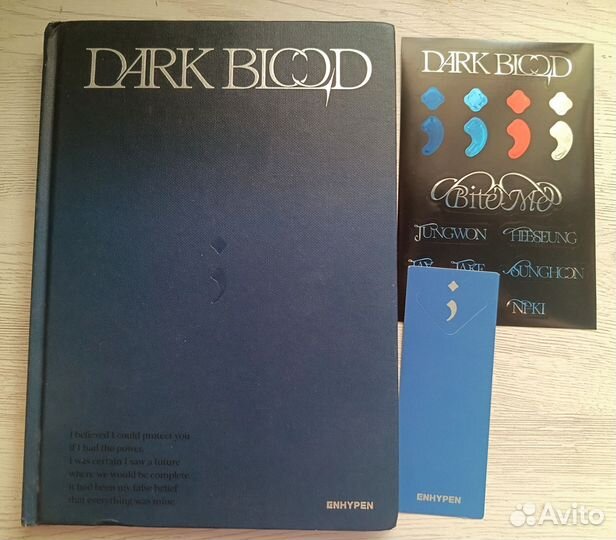 DARK BLOOD
I believed I could protect you
if I had the power.
I was certain I saw a future
where we would be complete.
It had been my false belief
that everything was mine.
ENHYPEN
DARK BLOOD
Bite Me
JUNGWON HEESEUNG
JAY JAKE SUNGHOON
NI-KI
ENHYPEN
Avito